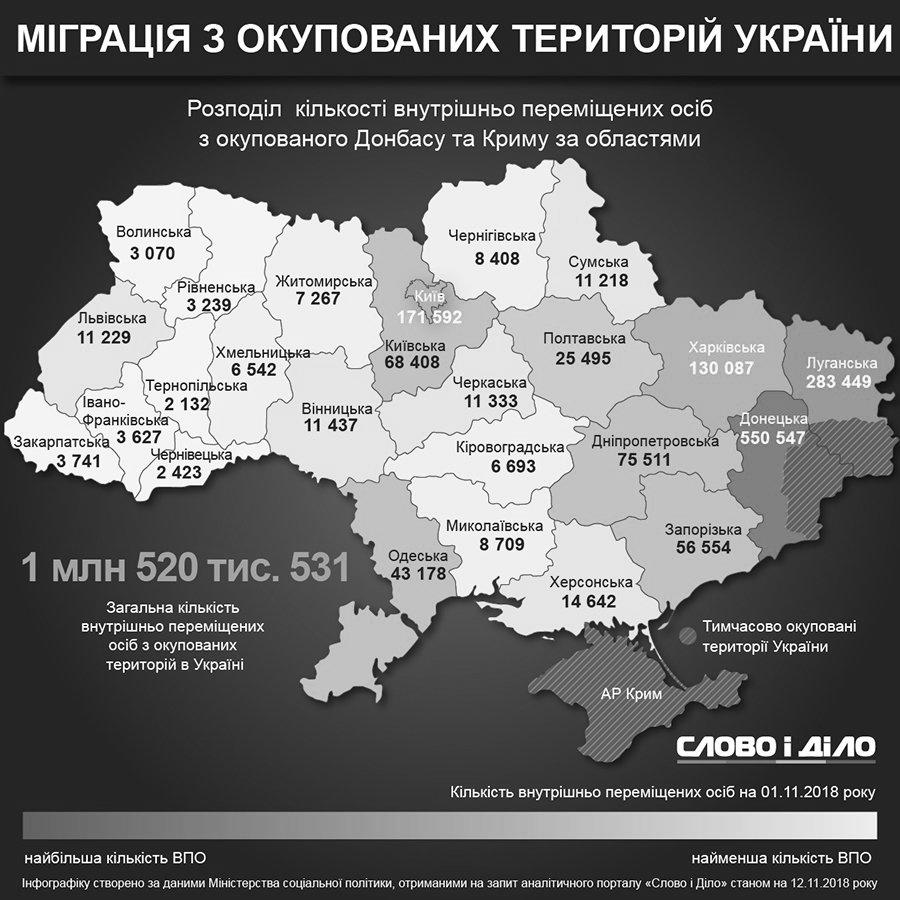 МІГРАЦІЯ З ОКУПОВАНИХ ТЕРИТОРІЙ УКРАЇНИ
Розподіл кількості внутрішньо переміщених осіб
з окупованого Донбасу та Криму за областями
Волинська
3 070
Рівненська
3 239
Житомирська
7 267
Чернігівська
8 408
Сумська
11 218
Київ
171 592
Київська
68 408
Львівська
11 229
Хмельницька
6 542
Тернопільська
2 132
Івано-
Франківська
3 627
Закарпатська
3 741
Чернівецька
2 423
Вінницька
11 437
Черкаська
11 333
Полтавська
25 495
Харківська
130 087
Луганська
283 449
Донецька
550 547
Дніпропетровська
75 511
Кіровоградська
6 693
Миколаївська
8 709
Одеська
43 178
Херсонська
14 642
Запорізька
56 554
АР Крим
1 млн 520 тис. 531
Загальна кількість
внутрішньо переміщених
осіб з окупованих
територій в Україні
Тимчасово окуповані
території України
СЛОВО і ДІЛО
Кількість внутрішньо переміщених осіб на 01.11.2018 року
найбільша кількість ВПО
найменша кількість ВПО
Інфографіку створено за даними Міністерства соціальної політики, отриманими на запит аналітичного порталу «Слово і Діло» станом на 12.11.2018 року